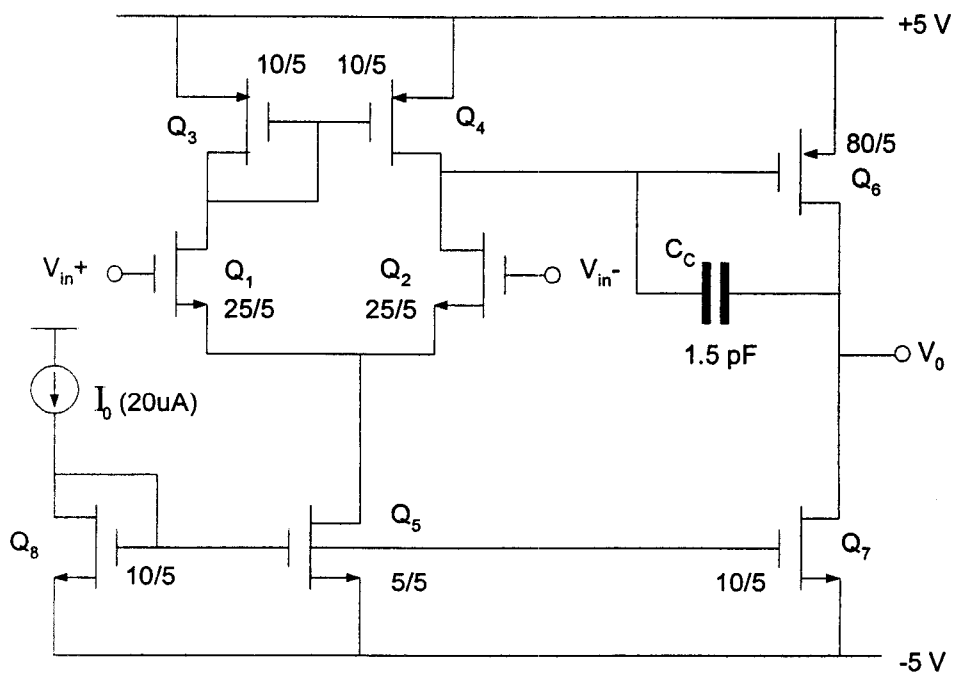 +5 V
10/5 10/5
Q3 Q4
80/5
Q6
Vin+ Q1 Q2 Vin-
CC
25/5 25/5
1.5 pF
V0
I0 (20uA)
Q8 Q5 Q7
10/5 5/5 10/5
-5 V